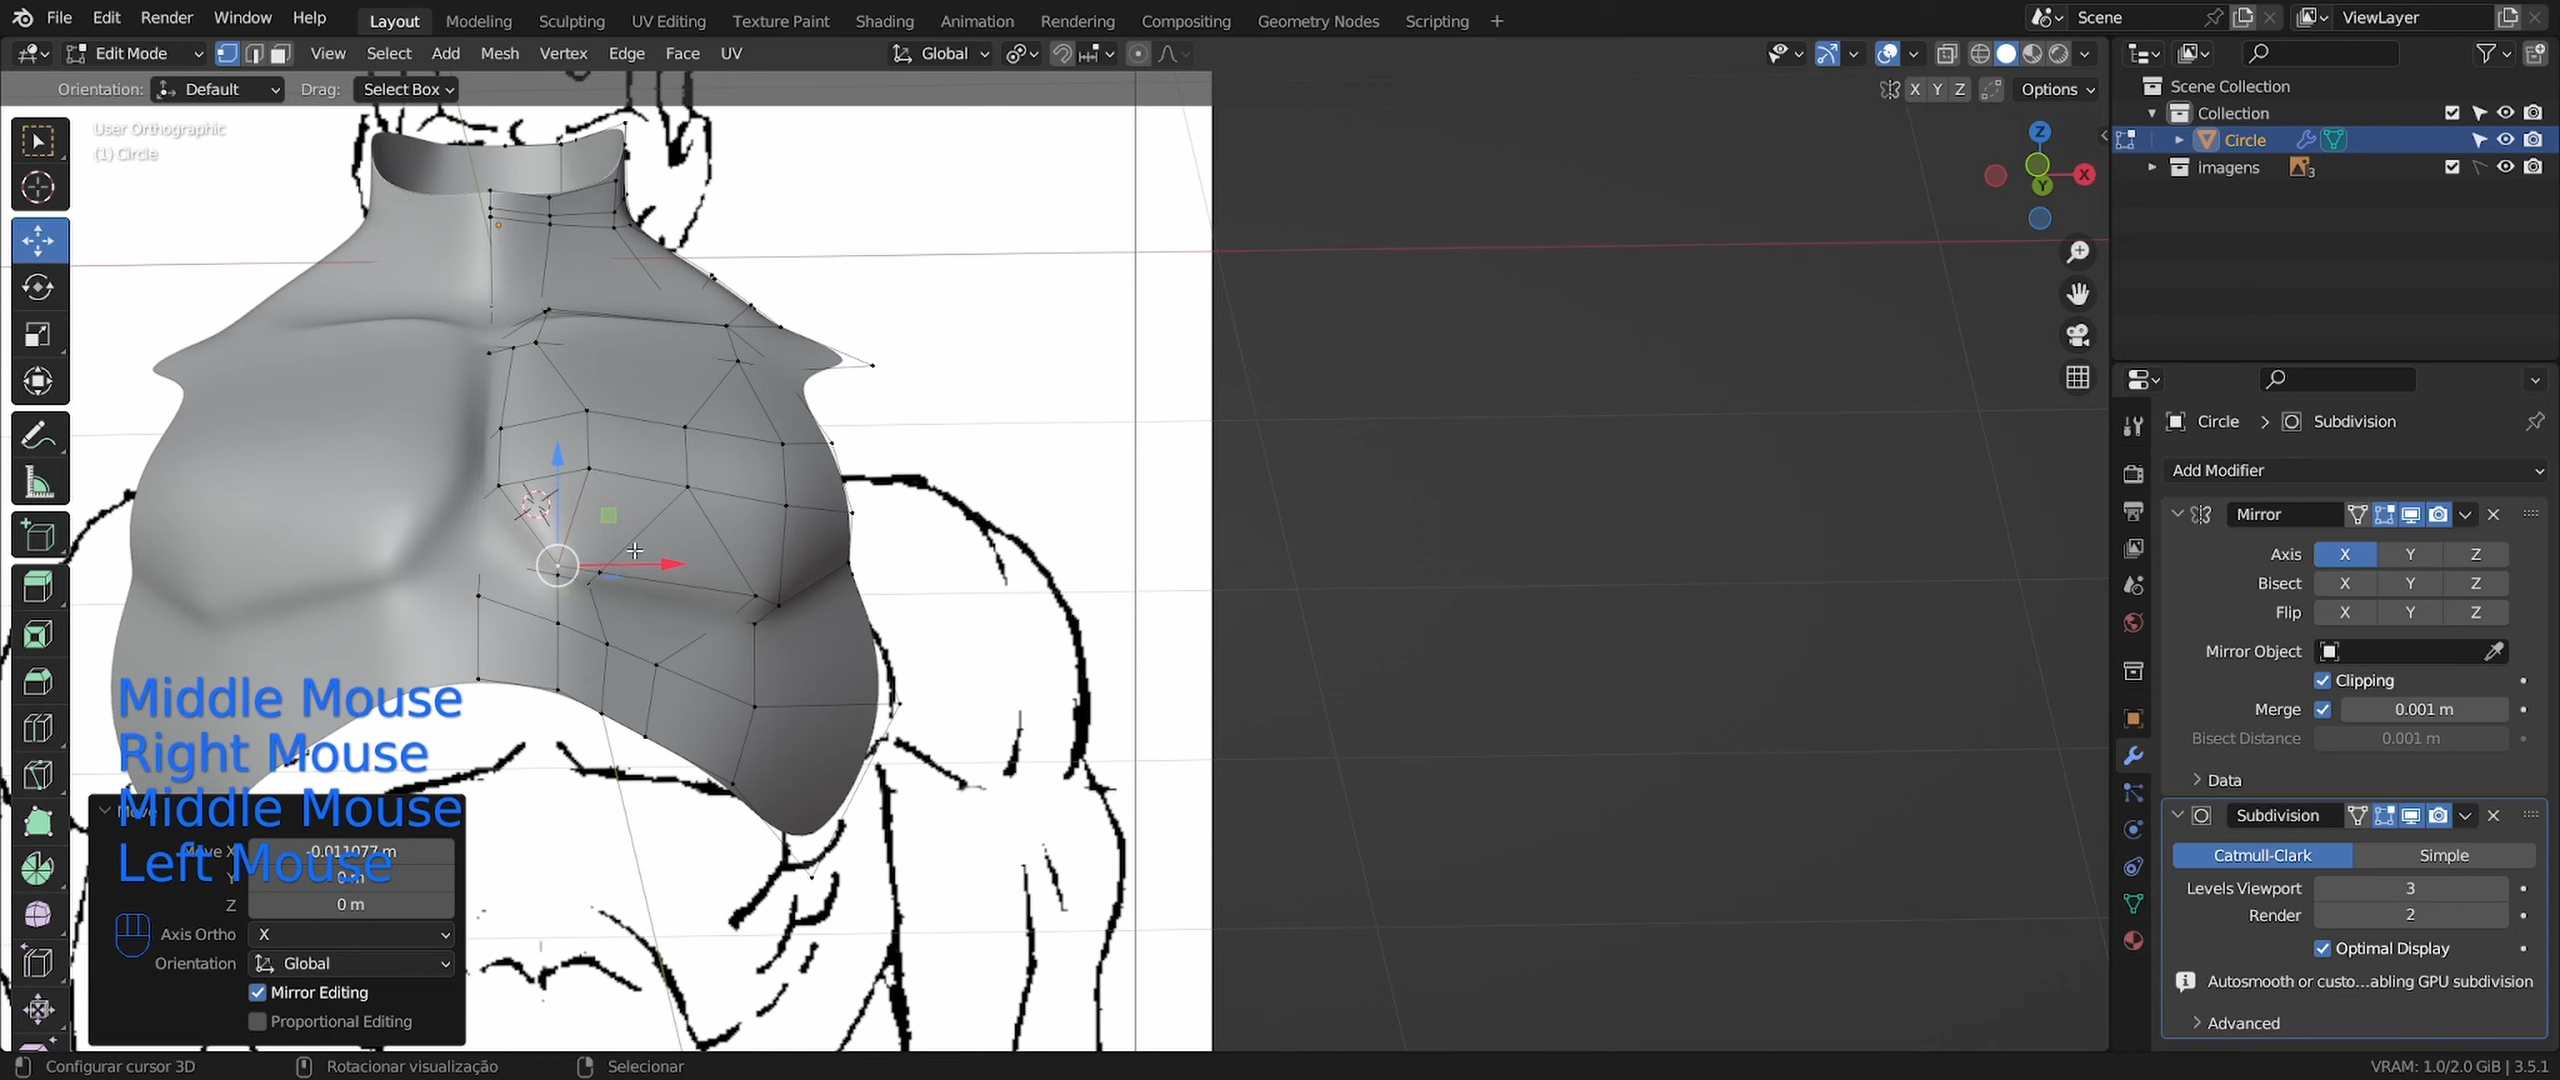 File Edit Render Window Help
Layout Modeling Sculpting UV Editing Texture Paint Shading Animation Rendering Compositing Geometry Nodes Scripting +
Scene
ViewLayer
Edit Mode View Select Add Mesh Vertex Edge Face UV
Global
Orientation: Default Drag: Select Box
X Y Z Options
User Orthographic
(1) Circle
Z
X
Y
Scene Collection
Collection
Circle
Imagens 3
Circle > Subdivision
Add Modifier
Mirror
Axis X Y Z
Bisect X Y Z
Flip X Y Z
Mirror Object
Clipping
Merge 0.001 m
Bisect Distance 0.001 m
Data
Subdivision
Catmull-Clark Simple
Levels Viewport 3
Render 2
Optimal Display
Autosmooth or custo...abling GPU subdivision
Advanced
Middle Mouse
Right Mouse
Middle Mouse
Left Mouse
Move
Move X -0.011077 m
Y 0 m
Z 0 m
Axis Ortho X
Orientation Global
Mirror Editing
Proportional Editing
Configurar cursor 3D Rotacionar visualização Selecionar
VRAM: 1.0/2.0 GiB | 3.5.1